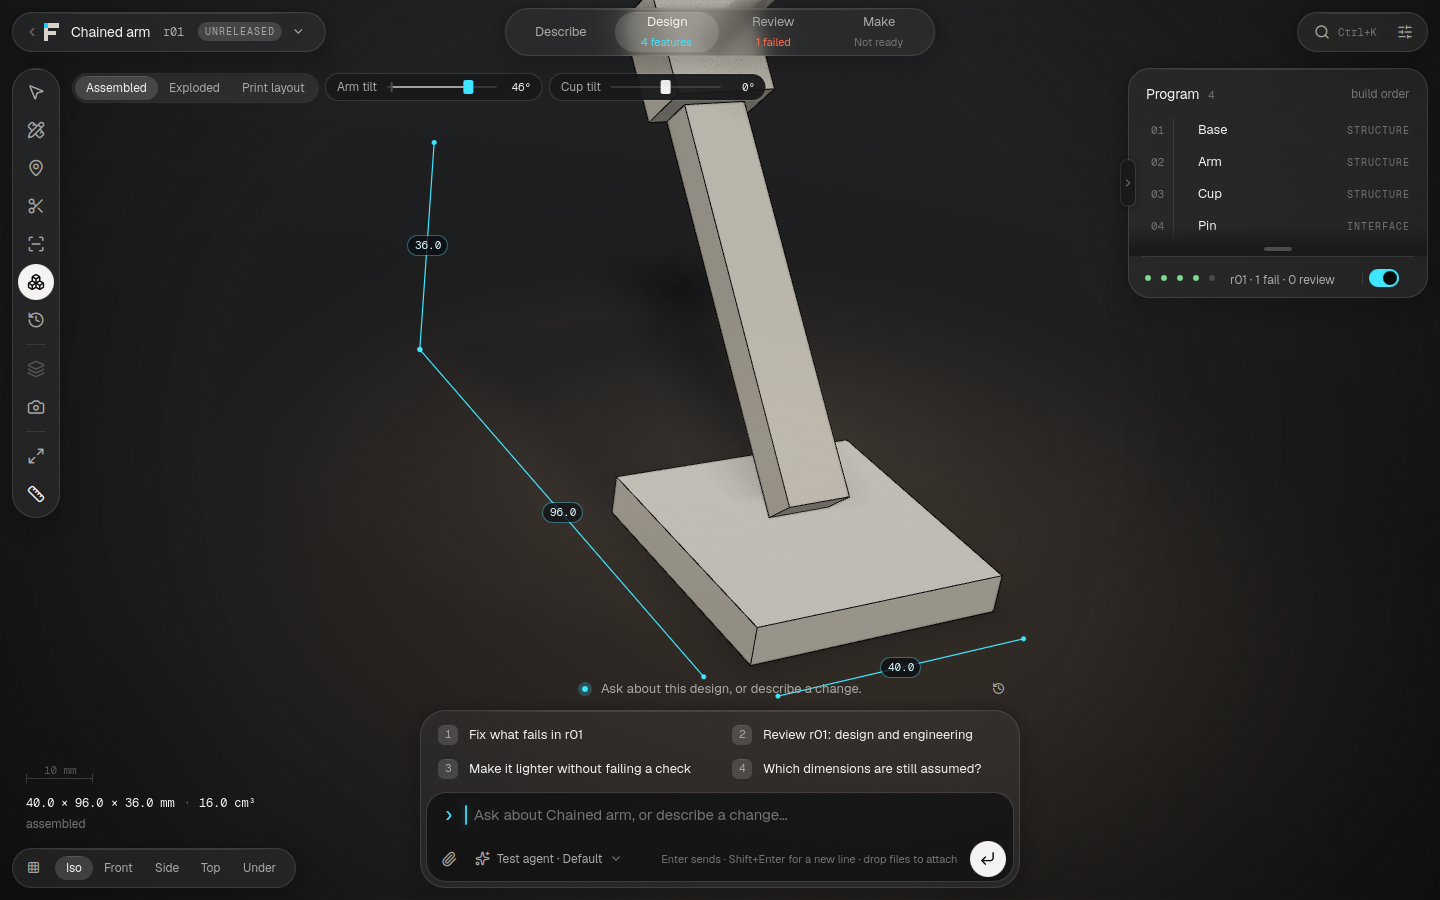 Chained arm r01 UNRELEASED
Describe
Design
4 features
Review
1 failed
Make
Not ready
Ctrl+K
Assembled Exploded Print layout
Arm tilt 46°
Cup tilt 0°
Program 4 build order
01 Base STRUCTURE
02 Arm STRUCTURE
03 Cup STRUCTURE
04 Pin INTERFACE
r01 · 1 fail · 0 review
36.0
96.0
40.0
Ask about this design, or describe a change.
1 Fix what fails in r01
2 Review r01: design and engineering
3 Make it lighter without failing a check
4 Which dimensions are still assumed?
Ask about Chained arm, or describe a change...
Test agent · Default
Enter sends · Shift+Enter for a new line · drop files to attach
10 mm
40.0 × 96.0 × 36.0 mm · 16.0 cm³
assembled
Iso Front Side Top Under